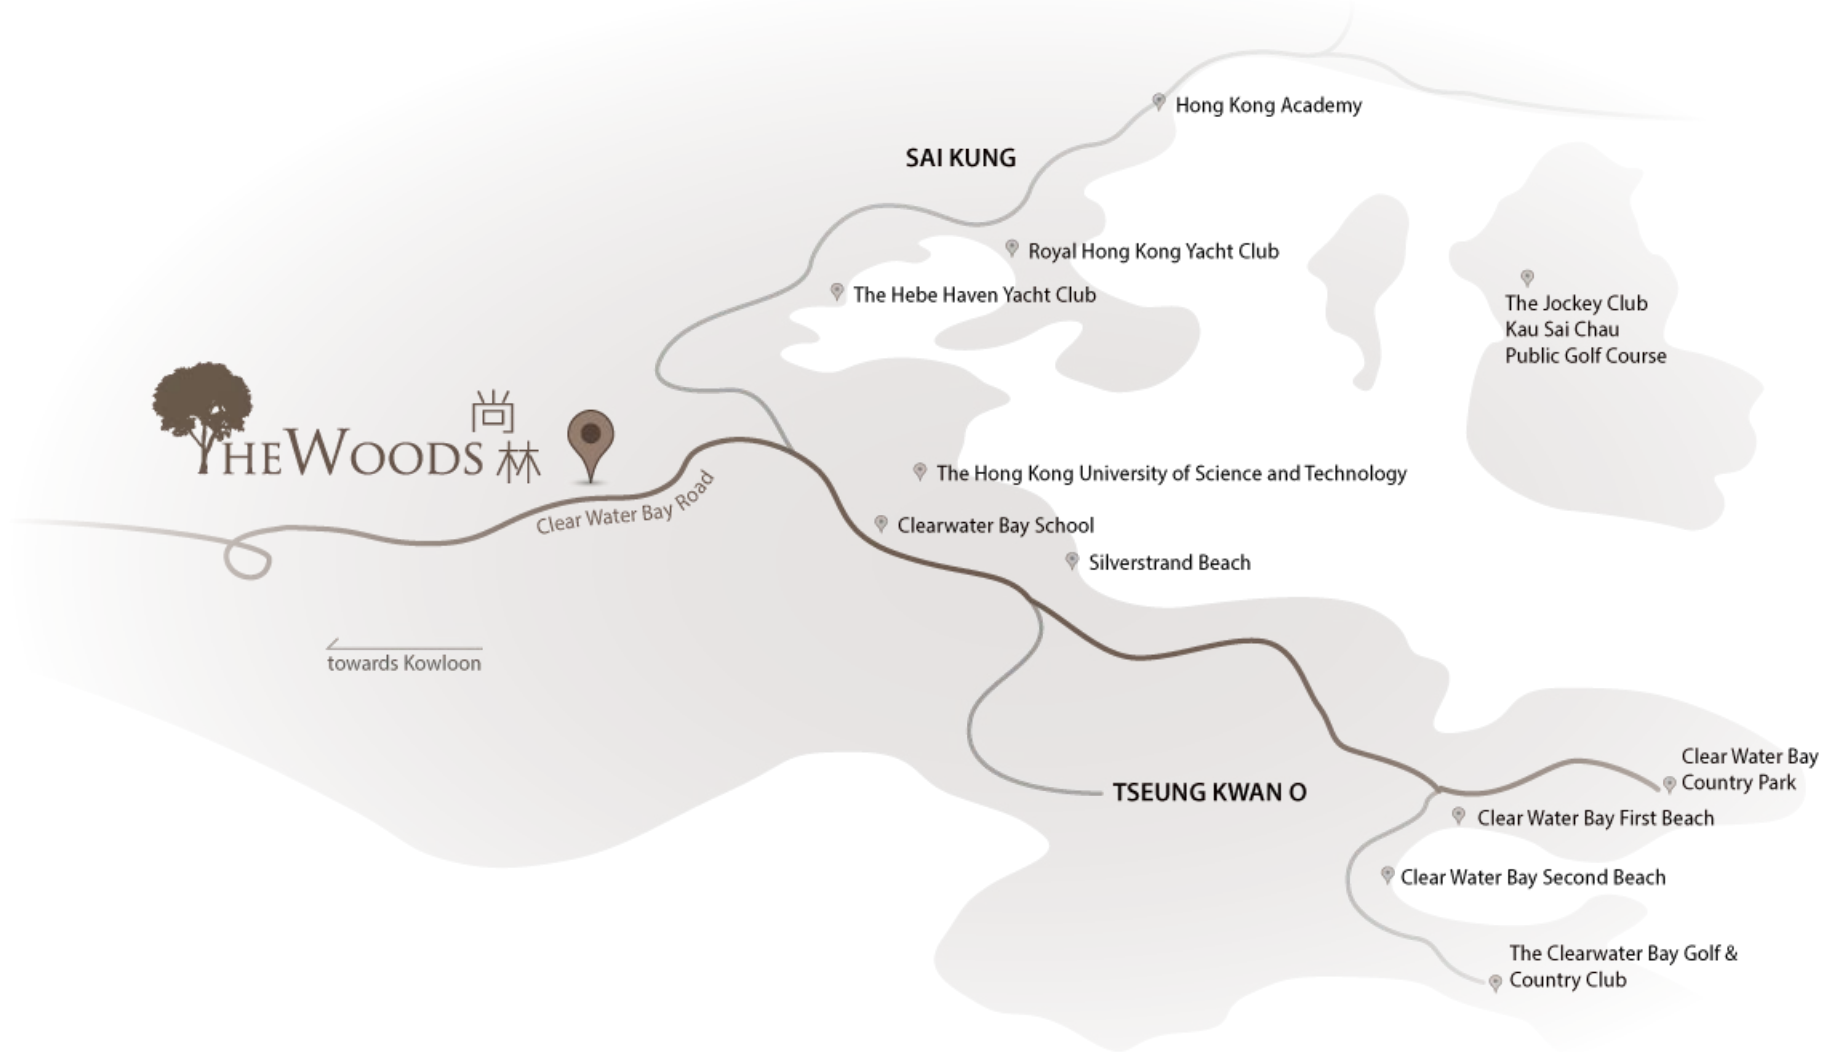 Hong Kong Academy
SAI KUNG
Royal Hong Kong Yacht Club
The Hebe Haven Yacht Club
The Jockey Club
Kau Sai Chau
Public Golf Course
THE WOODS 尚林
Clear Water Bay Road
The Hong Kong University of Science and Technology
Clearwater Bay School
Silverstrand Beach
towards Kowloon
Clear Water Bay
Country Park
TSEUNG KWAN O
Clear Water Bay First Beach
Clear Water Bay Second Beach
The Clearwater Bay Golf &
Country Club